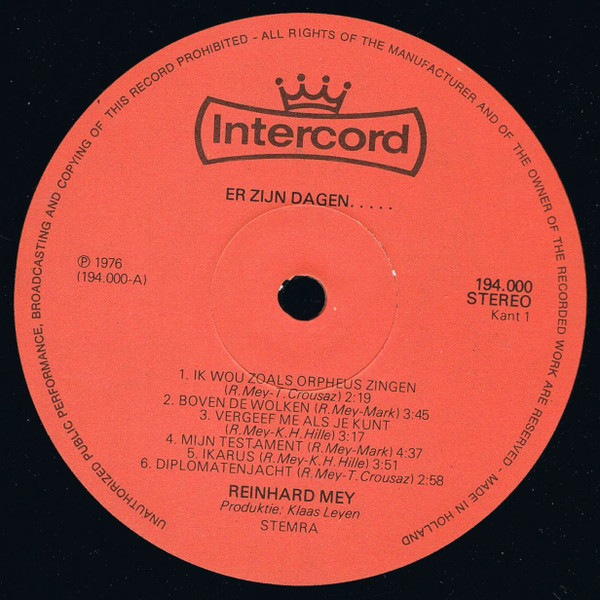 UNAUTHORIZED PUBLIC PERFORMANCE, BROADCASTING AND COPYING OF THIS RECORD PROHIBITED - ALL RIGHTS OF THE MANUFACTURER AND OF THE OWNER OF THE RECORDED WORK ARE RESERVED - MADE IN HOLLAND
Intercord
ER ZIJN DAGEN.....
℗ 1976
(194.000-A)
194.000
STEREO
Kant 1
1. IK WOU ZOALS ORPHEUS ZINGEN
(R.Mey-T.Crousaz) 2:19
2. BOVEN DE WOLKEN (R.Mey-Mark) 3:45
3. VERGEEF ME ALS JE KUNT
(R.Mey-K.H.Hille) 3:17
4. MIJN TESTAMENT (R.Mey-Mark) 4:37
5. IKARUS (R.Mey-K.H.Hille) 3:51
6. DIPLOMATENJACHT (R.Mey-T.Crousaz) 2:58
REINHARD MEY
Produktie: Klaas Leyen
STEMRA